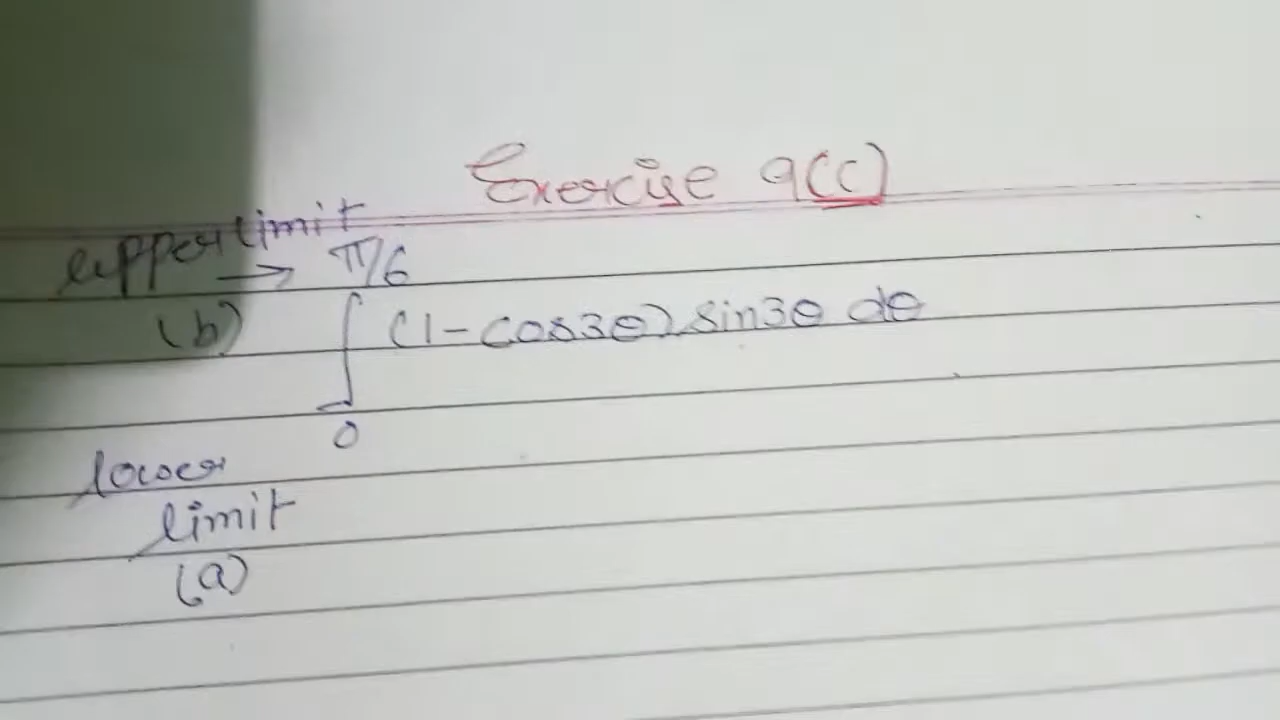 Exercise 9(c)
upper limit
→ π/6
(b) ∫ (1-cos3θ) sin3θ dθ
0
lower
limit
(a)